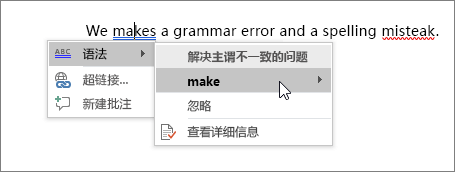 We makes a grammar error and a spelling misteak.
ABC 语法
超链接...
新建批注
解决主谓不一致的问题
make
忽略
查看详细信息